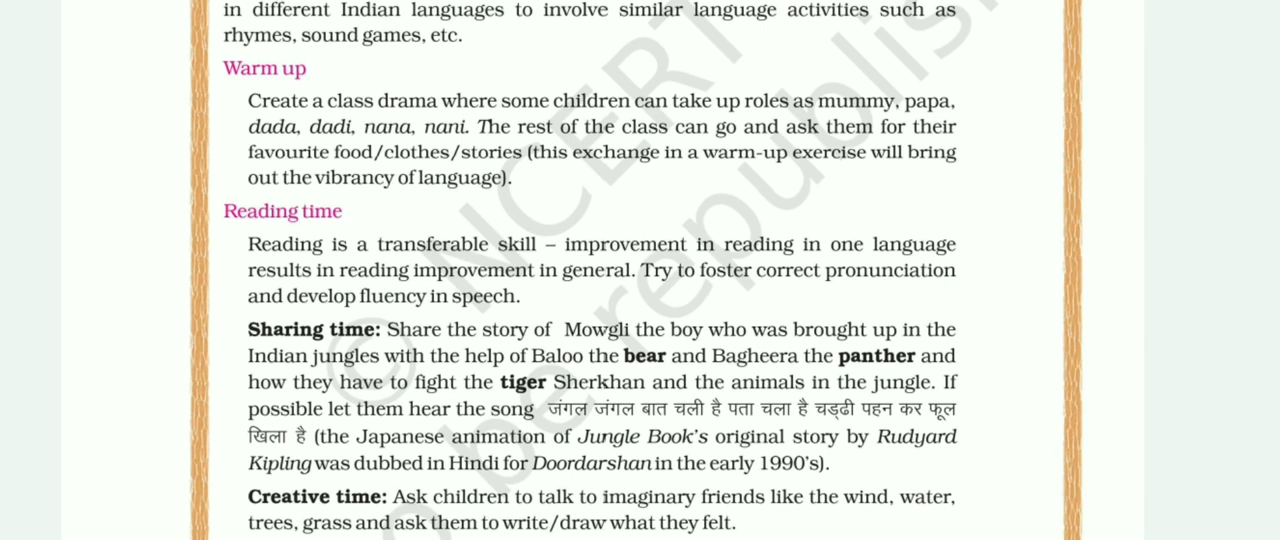 in different Indian languages to involve similar language activities such as
rhymes, sound games, etc.
Warm up
Create a class drama where some children can take up roles as mummy, papa,
dada, dadi, nana, nani. The rest of the class can go and ask them for their
favourite food/clothes/stories (this exchange in a warm-up exercise will bring
out the vibrancy of language).
Reading time
Reading is a transferable skill – improvement in reading in one language
results in reading improvement in general. Try to foster correct pronunciation
and develop fluency in speech.
Sharing time: Share the story of Mowgli the boy who was brought up in the
Indian jungles with the help of Baloo the bear and Bagheera the panther and
how they have to fight the tiger Sherkhan and the animals in the jungle. If
possible let them hear the song जंगल जंगल बात चली है पता चला है चड्ढी पहन कर फूल
खिला है (the Japanese animation of Jungle Book's original story by Rudyard
Kipling was dubbed in Hindi for Doordarshan in the early 1990's).
Creative time: Ask children to talk to imaginary friends like the wind, water,
trees, grass and ask them to write/draw what they felt.
© NCERT
be republis